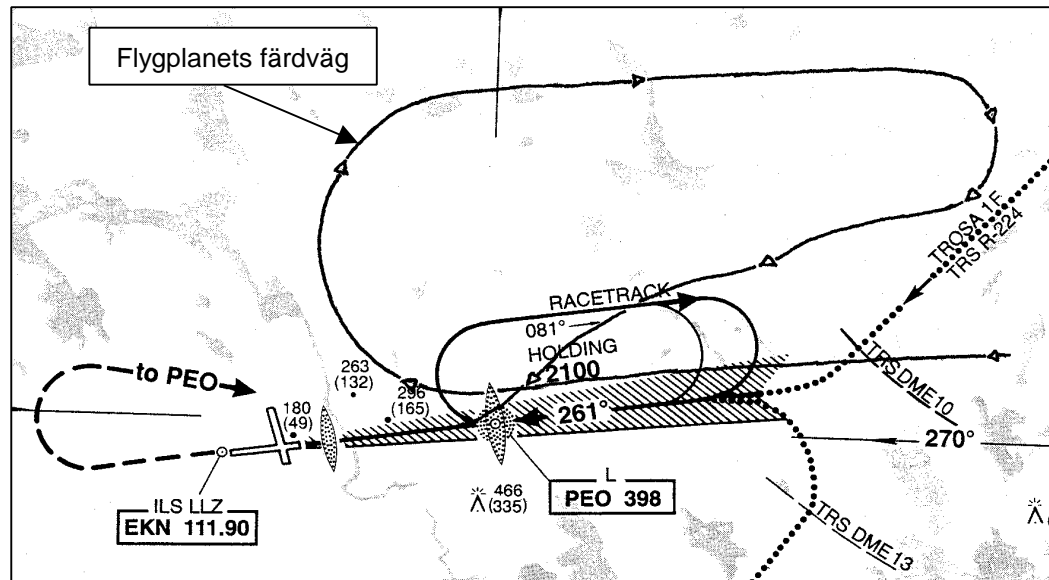 Flygplanets färdväg
TROSA 1F
TRS R-224
RACETRACK
081°
HOLDING
2100
TRS DME 10
to PEO
263
(132)
296
(165)
180
(49)
261°
270°
L
PEO 398
466
(335)
ILS LLZ
EKN 111.90
TRS DME 13